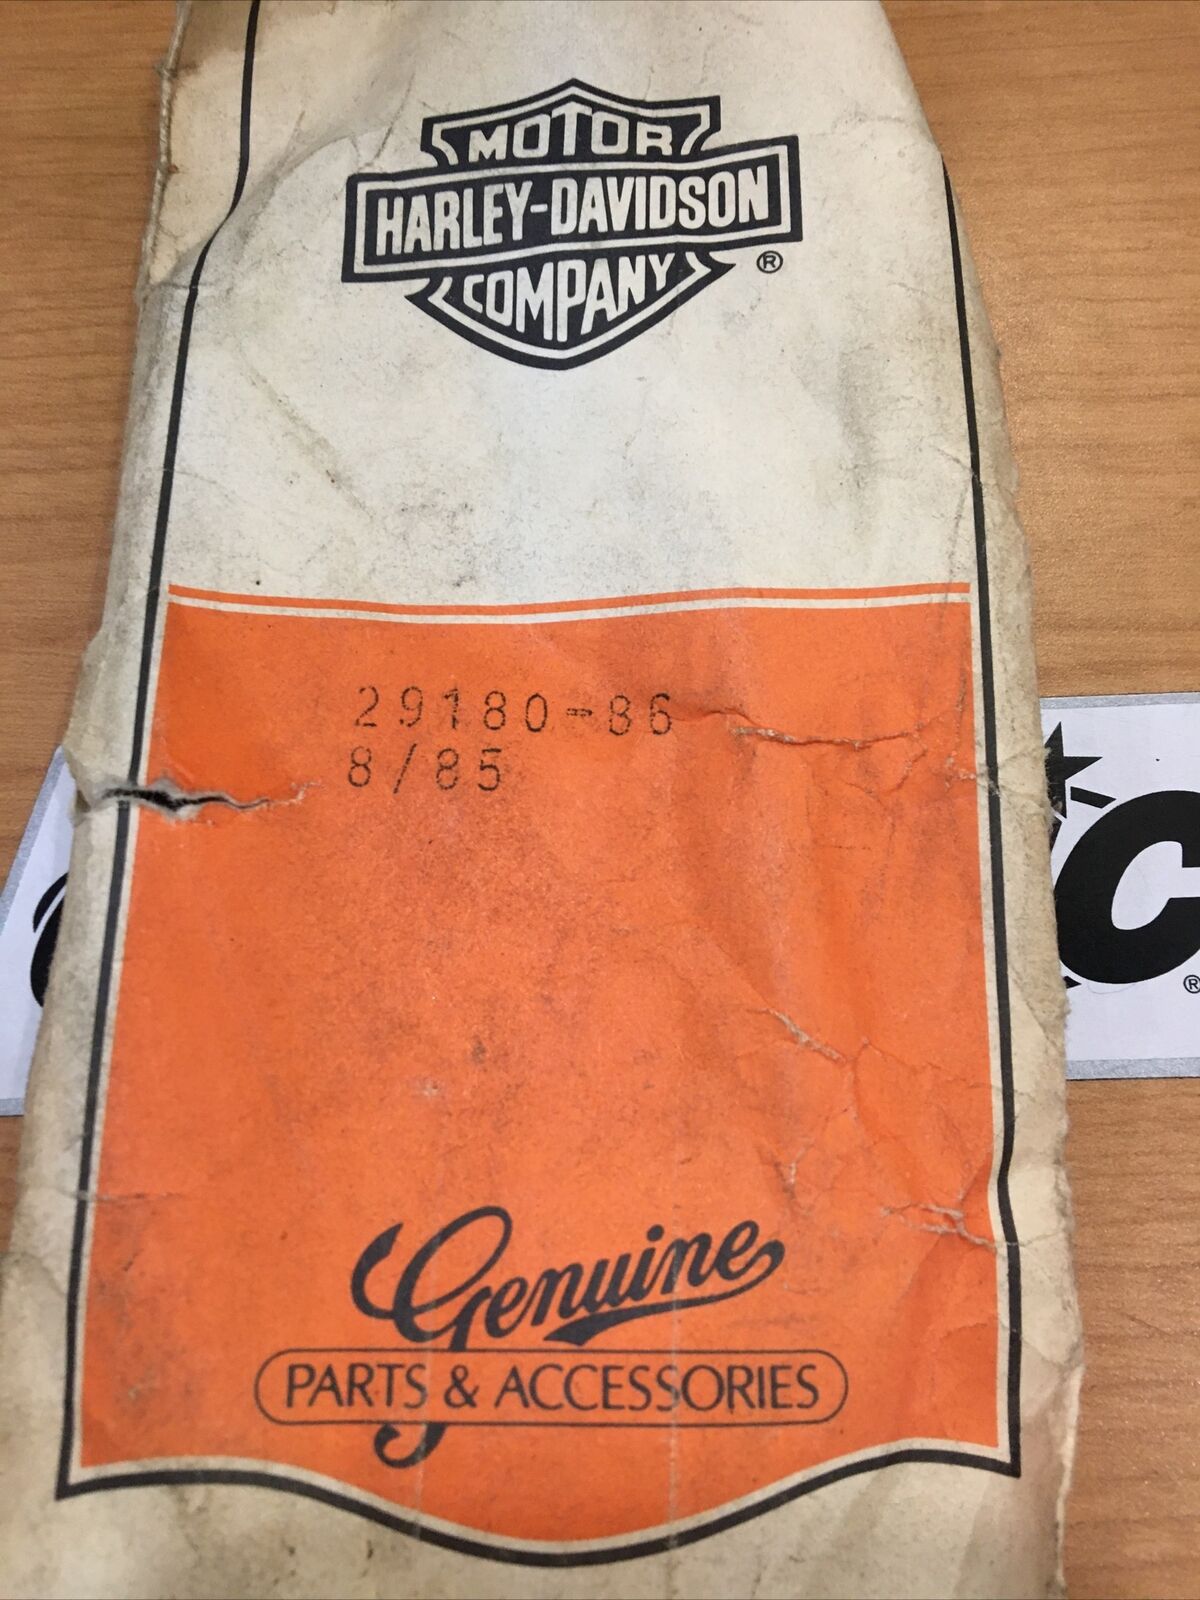 MOTOR
HARLEY-DAVIDSON
COMPANY
®
29180-86
8/85
Genuine
PARTS & ACCESSORIES
C
®